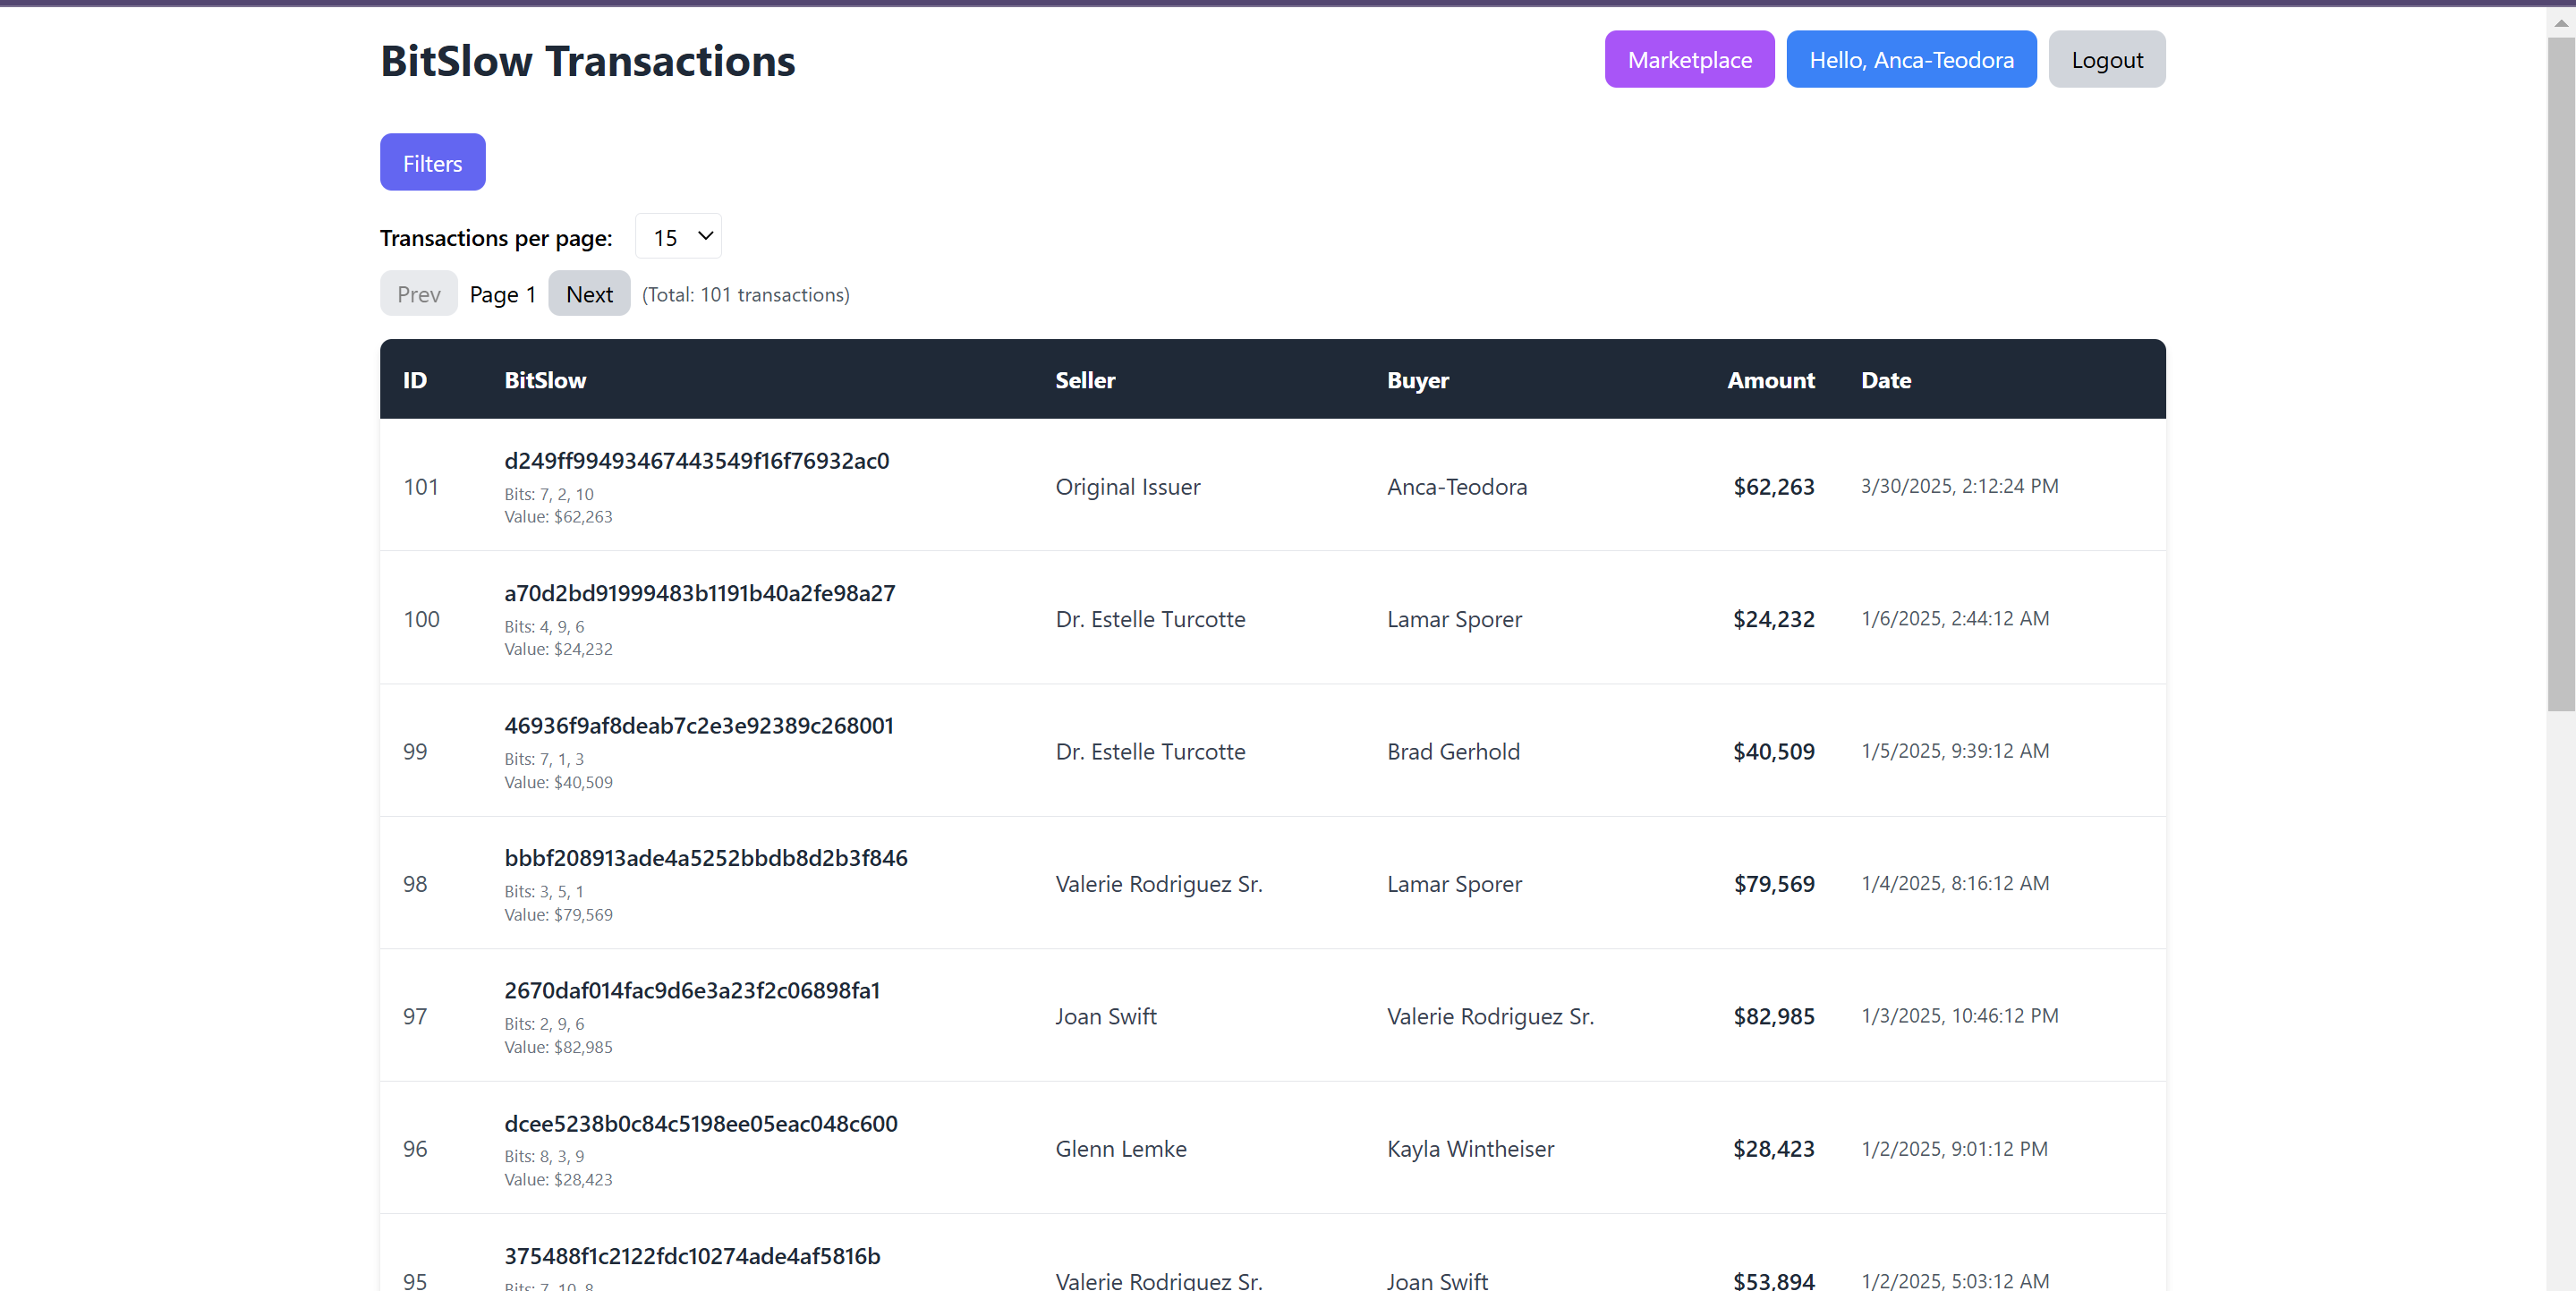 BitSlow Transactions
Marketplace
Hello, Anca-Teodora
Logout
Filters
Transactions per page: 15
Prev Page 1 Next (Total: 101 transactions)
ID BitSlow Seller Buyer Amount Date
d249ff99493467443549f16f76932ac0
101 Original Issuer Anca-Teodora $62,263 3/30/2025, 2:12:24 PM
Bits: 7, 2, 10
Value: $62,263
a70d2bd91999483b1191b40a2fe98a27
100 Dr. Estelle Turcotte Lamar Sporer $24,232 1/6/2025, 2:44:12 AM
Bits: 4, 9, 6
Value: $24,232
46936f9af8deab7c2e3e92389c268001
99 Dr. Estelle Turcotte Brad Gerhold $40,509 1/5/2025, 9:39:12 AM
Bits: 7, 1, 3
Value: $40,509
bbbf208913ade4a5252bbdb8d2b3f846
98 Valerie Rodriguez Sr. Lamar Sporer $79,569 1/4/2025, 8:16:12 AM
Bits: 3, 5, 1
Value: $79,569
2670daf014fac9d6e3a23f2c06898fa1
97 Joan Swift Valerie Rodriguez Sr. $82,985 1/3/2025, 10:46:12 PM
Bits: 2, 9, 6
Value: $82,985
dcee5238b0c84c5198ee05eac048c600
96 Glenn Lemke Kayla Wintheiser $28,423 1/2/2025, 9:01:12 PM
Bits: 8, 3, 9
Value: $28,423
375488f1c2122fdc10274ade4af5816b
95 Valerie Rodriguez Sr. Joan Swift $53,894 1/2/2025, 5:03:12 AM
Bits: 7, 10, 8